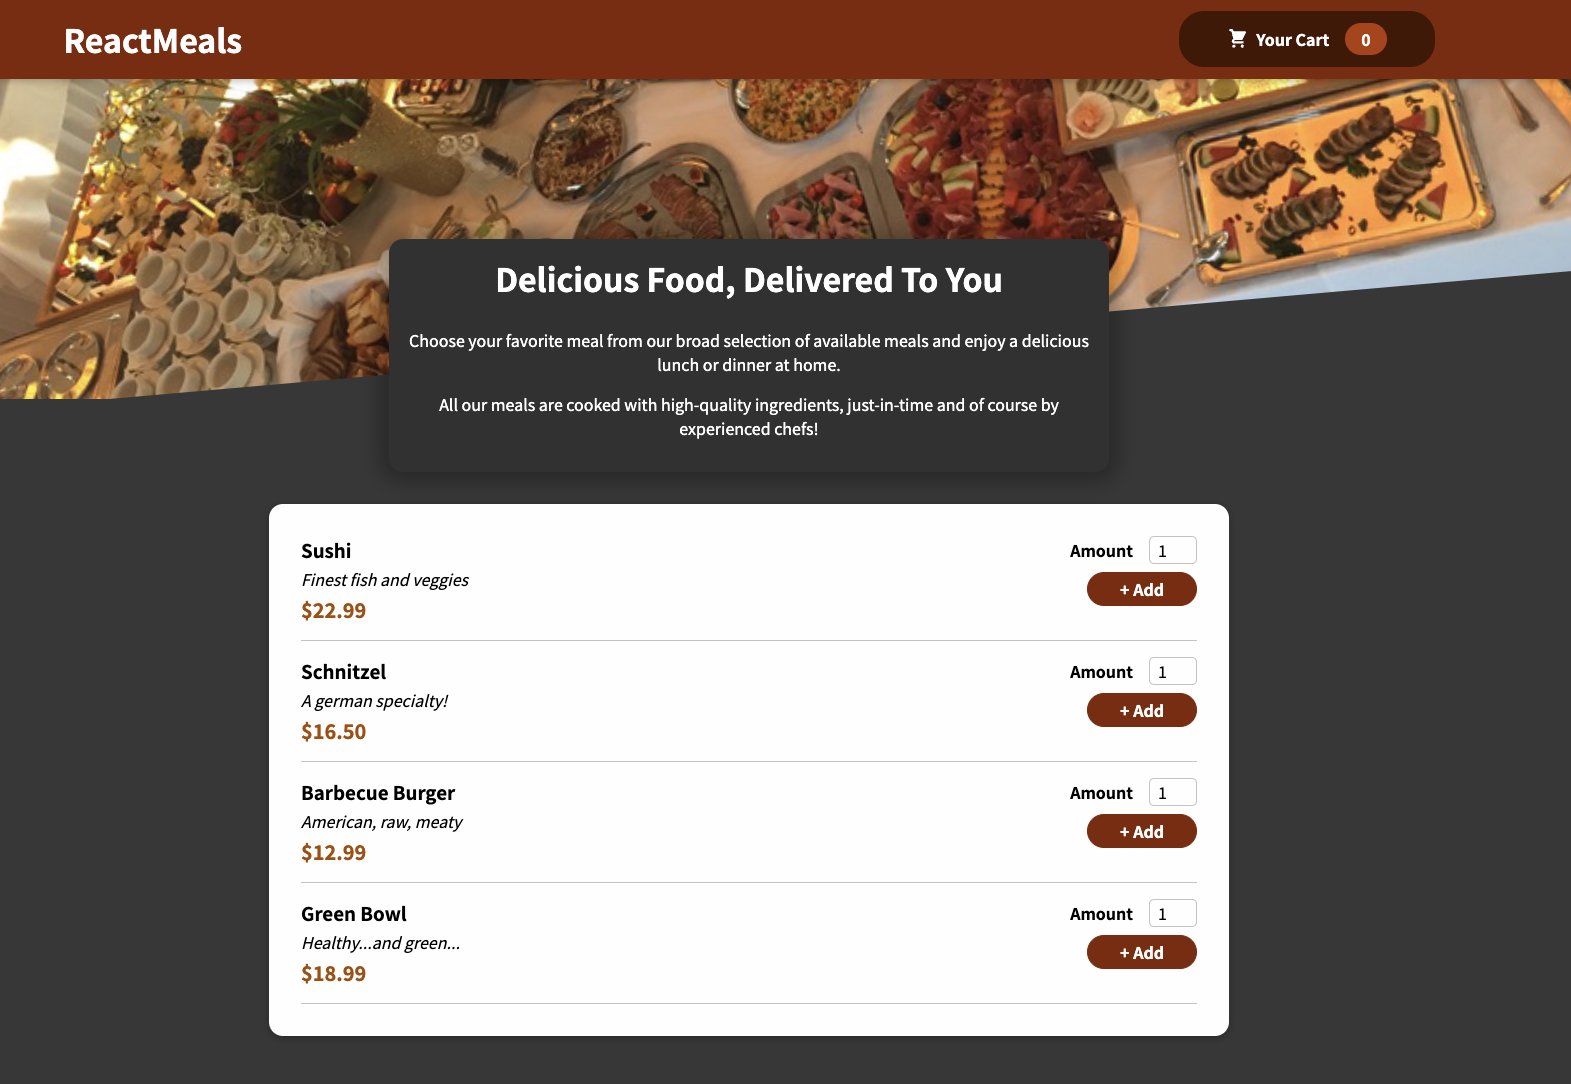 ReactMeals
Your Cart 0
Delicious Food, Delivered To You
Choose your favorite meal from our broad selection of available meals and enjoy a delicious
lunch or dinner at home.
All our meals are cooked with high-quality ingredients, just-in-time and of course by
experienced chefs!
Sushi
Finest fish and veggies
$22.99
Amount 1
+ Add
Schnitzel
A german specialty!
$16.50
Amount 1
+ Add
Barbecue Burger
American, raw, meaty
$12.99
Amount 1
+ Add
Green Bowl
Healthy...and green...
$18.99
Amount 1
+ Add